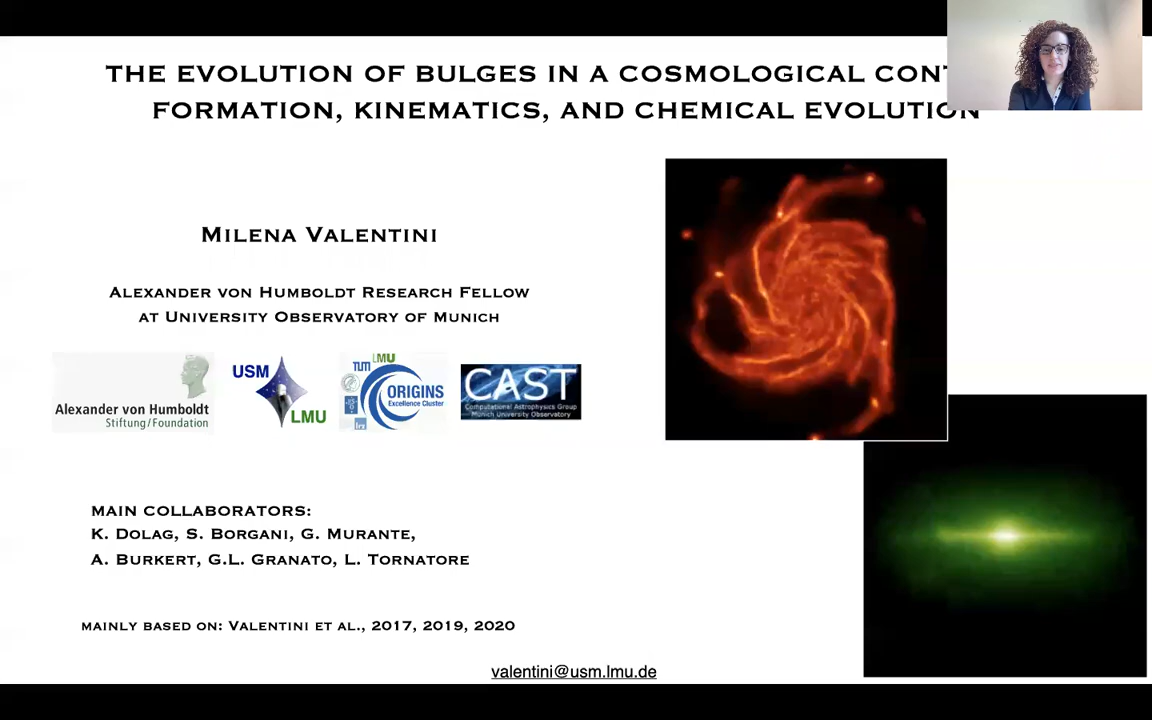 THE EVOLUTION OF BULGES IN A COSMOLOGICAL CONT
FORMATION, KINEMATICS, AND CHEMICAL EVOLUTION
MILENA VALENTINI
ALEXANDER VON HUMBOLDT RESEARCH FELLOW
AT UNIVERSITY OBSERVATORY OF MUNICH
Alexander von Humboldt
Stiftung/Foundation
USM
LMU
TUM
LMU
ORIGINS
Excellence Cluster
CAST
Computational Astrophysics Group
Munich University Observatory
MAIN COLLABORATORS:
K. DOLAG, S. BORGANI, G. MURANTE,
A. BURKERT, G.L. GRANATO, L. TORNATORE
MAINLY BASED ON: VALENTINI ET AL., 2017, 2019, 2020
valentini@usm.lmu.de